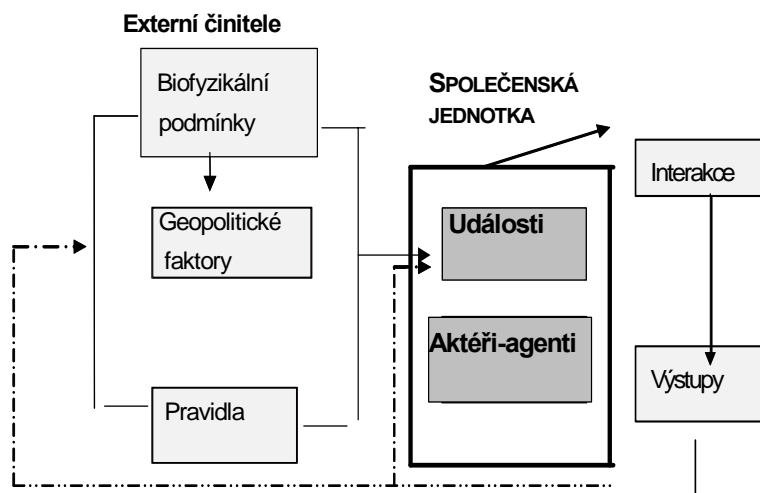 Externí činitele
Biofyzikální
podmínky
Geopolitické
faktory
Pravidla
SPOLEČENSKÁ
JEDNOTKA
Události
Aktéři-agenti
Interakce
Výstupy